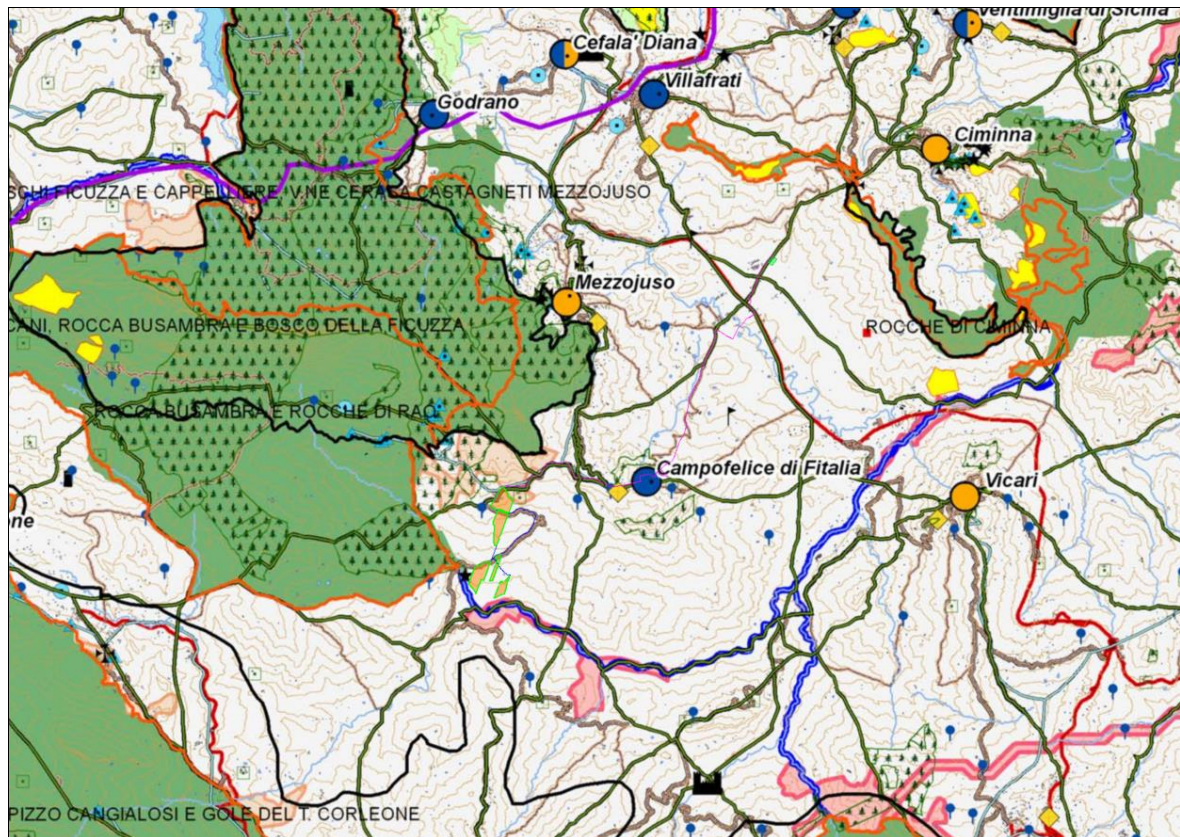 Ventimiglia di Sicilia
Cefala' Diana
Villafrati
Godrano
Ciminna
SCHI FICUZZA E CAPPELLIERE, V.NE CERASA CASTAGNETI MEZZOJUSO
Mezzojuso
CANI, ROCCA BUSAMBRA E BOSCO DELLA FICUZZA
ROCCHE DI CIMINNA
ROCCA BUSAMBRA E ROCCHE DI RAO
Campofelice di Fitalia
Vicari
one
PIZZO CANGIALOSI E GOLE DEL T. CORLEONE